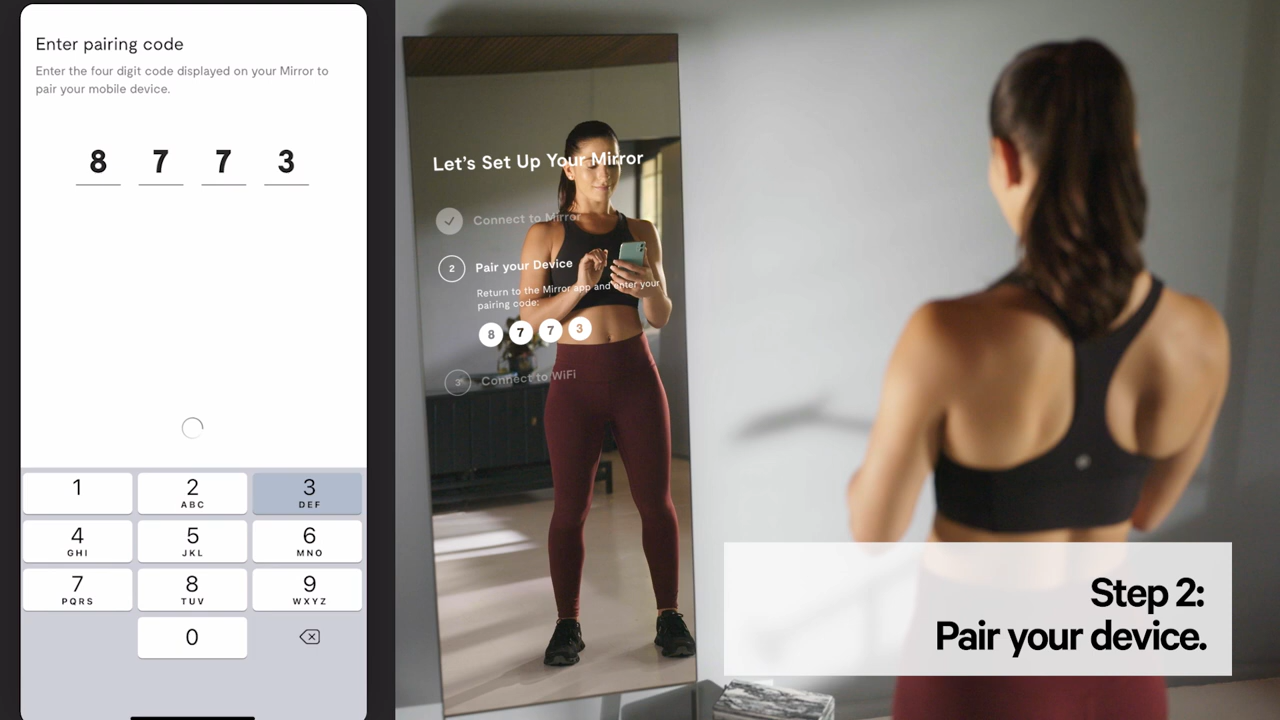 Enter pairing code
Enter the four digit code displayed on your Mirror to
pair your mobile device.
8 7 7 3
1
2
ABC
3
DEF
4
GHI
5
JKL
6
MNO
7
PQRS
8
TUV
9
WXYZ
0
Let's Set Up Your Mirror
Connect to Mirror
2 Pair your Device
Return to the Mirror app and enter your
pairing code:
8 7 7 3
3 Connect to WiFi
Step 2:
Pair your device.